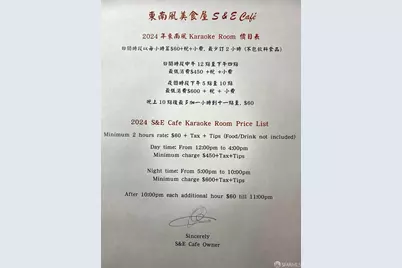 東南風美食屋 S&E Café
2024 年東南風 Karaoke Room 價目表
日間時段以每小時算$60+稅+小費, 最少訂 2 小時 (不包飲料食品)
日間時段中午 12 點至下午四點
最低消費$450 +稅 +小費
夜間時段下午 5 點至 10 點
最低消費$600 + 稅 + 小費
晚上 10 點後最多加一小時到十一點業, $60
2024 S&E Cafe Karaoke Room Price List
Minimum 2 hours rate: $60 + Tax + Tips (Food/Drink not included)
Day time: From 12:00pm to 4:00pm
Minimum charge $450+Tax+Tips
Night time: From 5:00pm to 10:00pm
Minimum charge $600+Tax+Tips
After 10:00pm each additional hour $60 till 11:00pm
Sincerely
S&E Cafe Owner